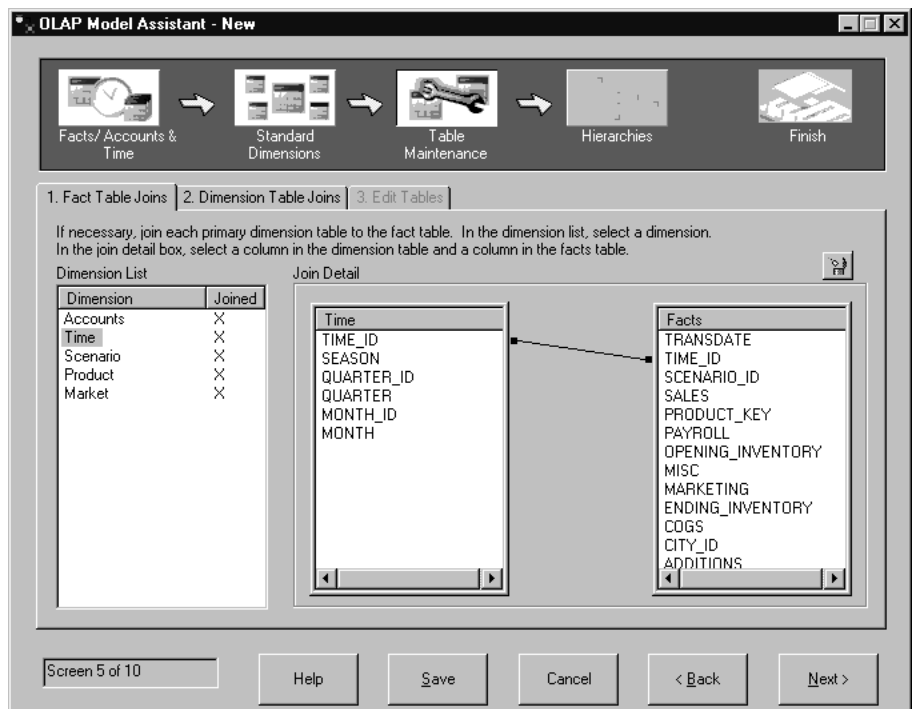 OLAP Model Assistant - New
Facts/ Accounts & Time
Standard Dimensions
Table Maintenance
Hierarchies
Finish
1. Fact Table Joins
2. Dimension Table Joins
3. Edit Tables
If necessary, join each primary dimension table to the fact table. In the dimension list, select a dimension.
In the join detail box, select a column in the dimension table and a column in the facts table.
Dimension List
Dimension Joined
Accounts X
Time X
Scenario X
Product X
Market X
Join Detail
Time
TIME_ID
SEASON
QUARTER_ID
QUARTER
MONTH_ID
MONTH
Facts
TRANSDATE
TIME_ID
SCENARIO_ID
SALES
PRODUCT_KEY
PAYROLL
OPENING_INVENTORY
MISC
MARKETING
ENDING_INVENTORY
COGS
CITY_ID
ADDITIONS
Screen 5 of 10
Help
Save
Cancel
< Back
Next >